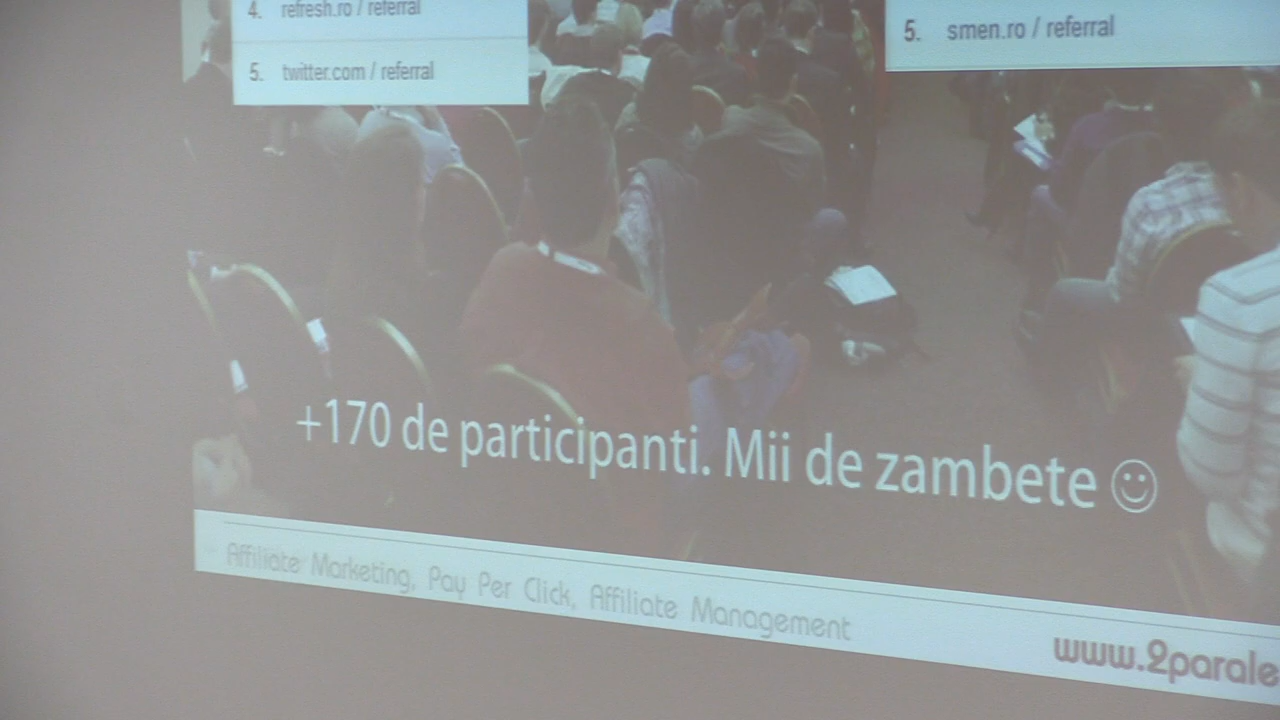 4. refresh.ro / referral
5. twitter.com / referral
5. smen.ro / referral
+170 de participanti. Mii de zambete ☺
Affiliate Marketing, Pay Per Click, Affiliate Management
www.2parale